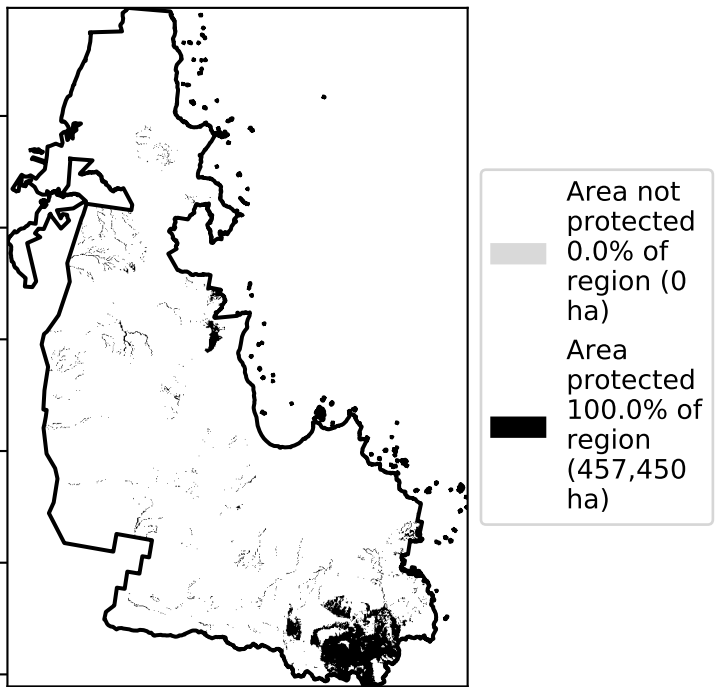 Area not
protected
0.0% of
region (0
ha)
Area
protected
100.0% of
region
(457,450
ha)